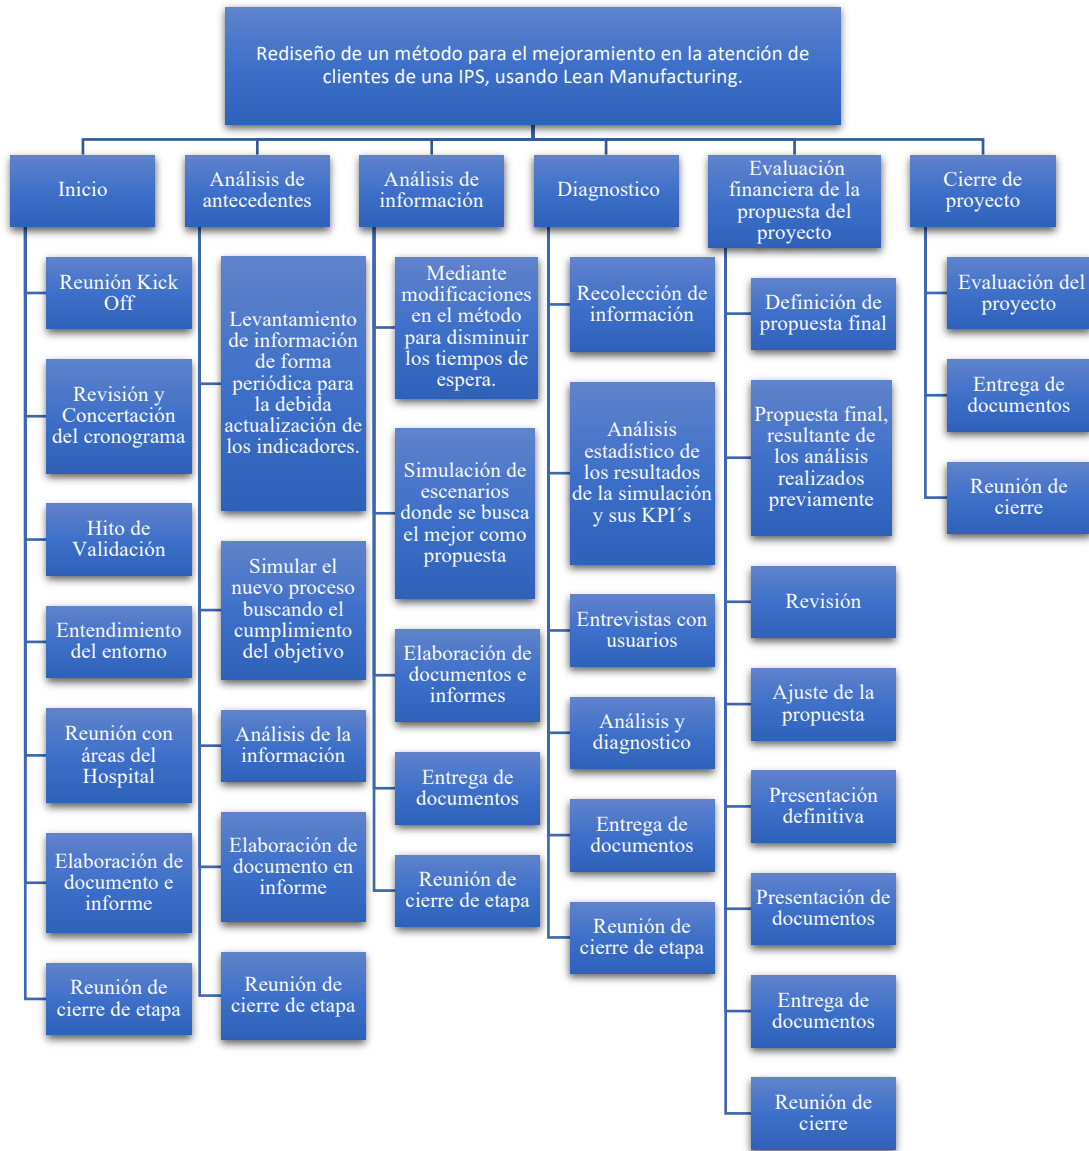 Rediseño de un método para el mejoramiento en la atención de
clientes de una IPS, usando Lean Manufacturing.
Inicio
Reunión Kick
Off
Revisión y
Concertación
del cronograma
Hito de
Validación
Entendimiento
del entorno
Reunión con
áreas del
Hospital
Elaboración de
documento e
informe
Reunión de
cierre de etapa
Análisis de
antecedentes
Levantamiento
de información
de forma
periódica para
la debida
actualización de
los indicadores.
Simular el
nuevo proceso
buscando el
cumplimiento
del objetivo
Análisis de la
información
Elaboración de
documento en
informe
Reunión de
cierre de etapa
Análisis de
información
Mediante
modificaciones
en el método
para disminuir
los tiempos de
espera.
Simulación de
escenarios
donde se busca
el mejor como
propuesta
Elaboración de
documentos e
informes
Entrega de
documentos
Reunión de
cierre de etapa
Diagnostico
Recolección de
información
Análisis
estadístico de
los resultados
de la simulación
y sus KPI´s
Entrevistas con
usuarios
Análisis y
diagnostico
Entrega de
documentos
Reunión de
cierre de etapa
Evaluación
financiera de la
propuesta del
proyecto
Definición de
propuesta final
Propuesta final,
resultante de
los análisis
realizados
previamente
Revisión
Ajuste de la
propuesta
Presentación
definitiva
Presentación de
documentos
Entrega de
documentos
Reunión de
cierre
Cierre de
proyecto
Evaluación del
proyecto
Entrega de
documentos
Reunión de
cierre